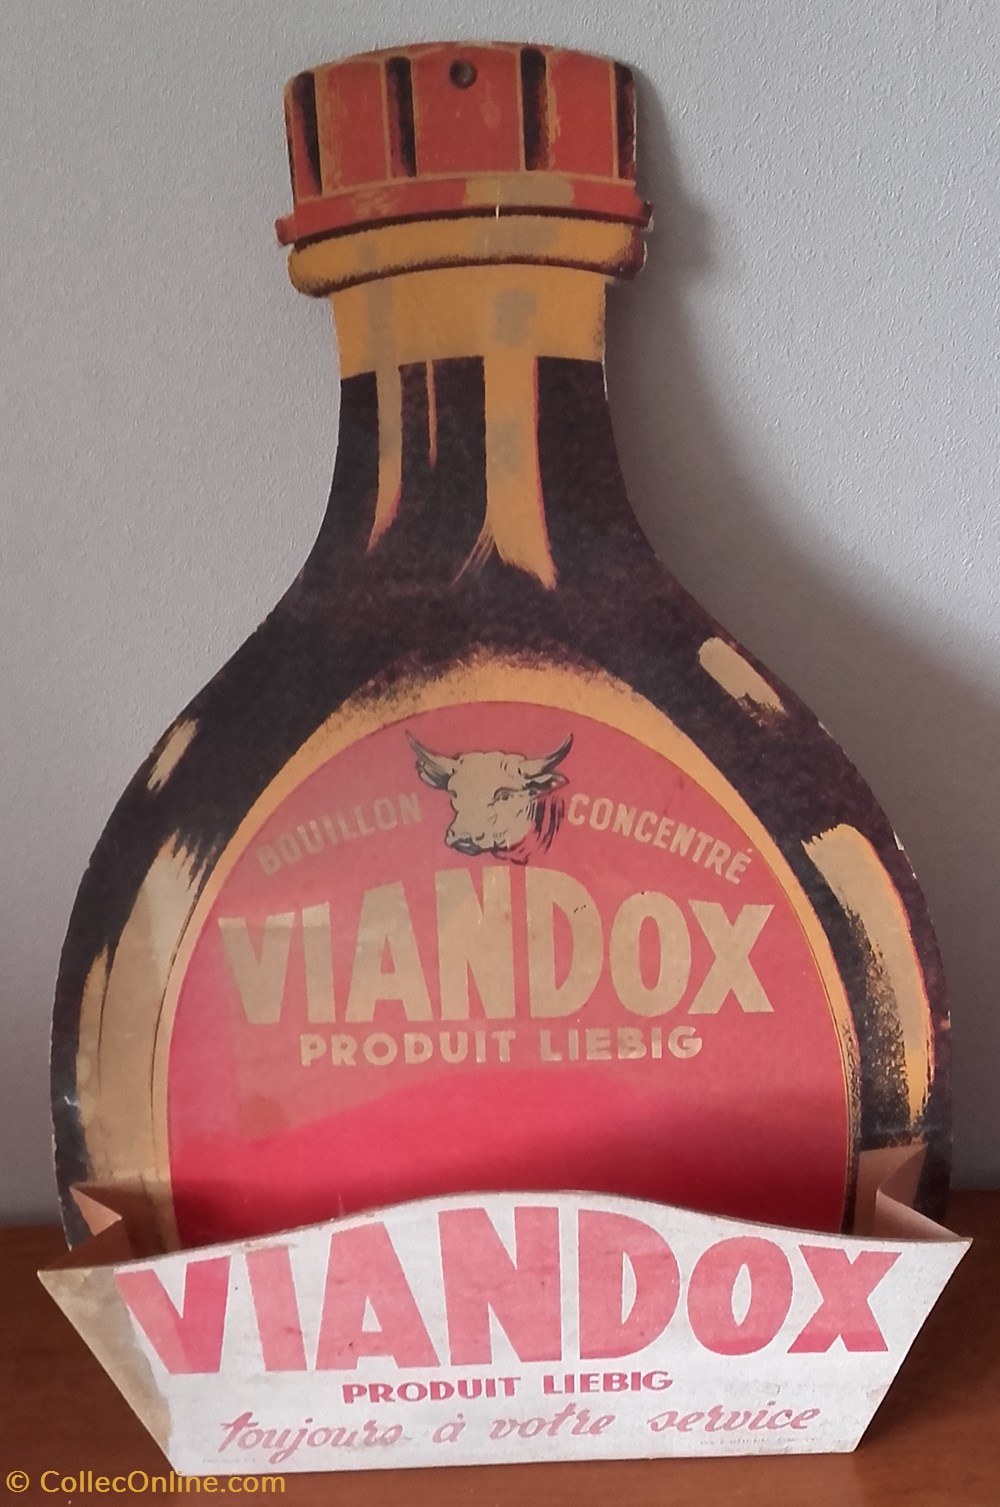 BOUILLON CONCENTRÉ
VIANDOX
PRODUIT LIEBIG
VIANDOX
PRODUIT LIEBIG
toujours à votre service
© CollecOnline.com